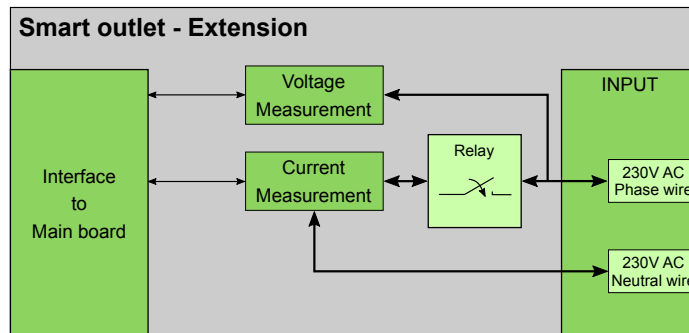 Smart outlet - Extension
Voltage
Measurement
INPUT
Current
Measurement
Relay
Interface
to
Main board
230V AC
Phase wire
230V AC
Neutral wire